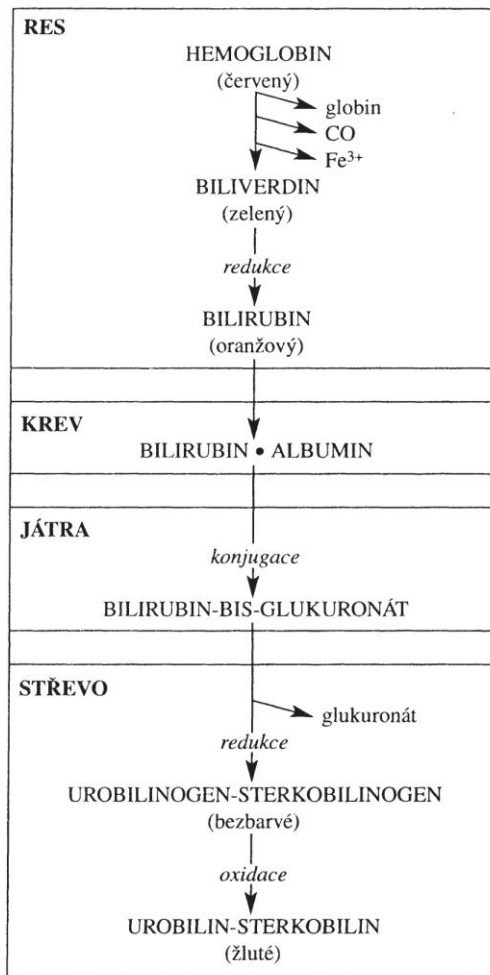 RES
HEMOGLOBIN
(červený)
globin
CO
Fe³⁺
BILIVERDIN
(zelený)
redukce
BILIRUBIN
(oranžový)
KREV
BILIRUBIN • ALBUMIN
JÁTRA
konjugace
BILIRUBIN-BIS-GLUKURONÁT
STŘEVO
glukuronát
redukce
UROBILINOGEN-STERKOBILINOGEN
(bezbarvé)
oxidace
UROBILIN-STERKOBILIN
(žluté)